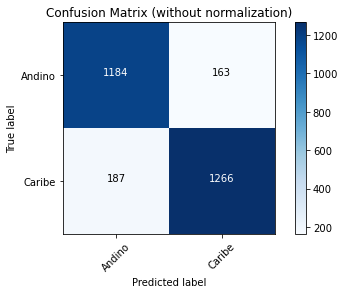 Confusion Matrix (without normalization)
True label
Andino
1184
163
Caribe
187
1266
Andino
Caribe
Predicted label
1200
1000
800
600
400
200